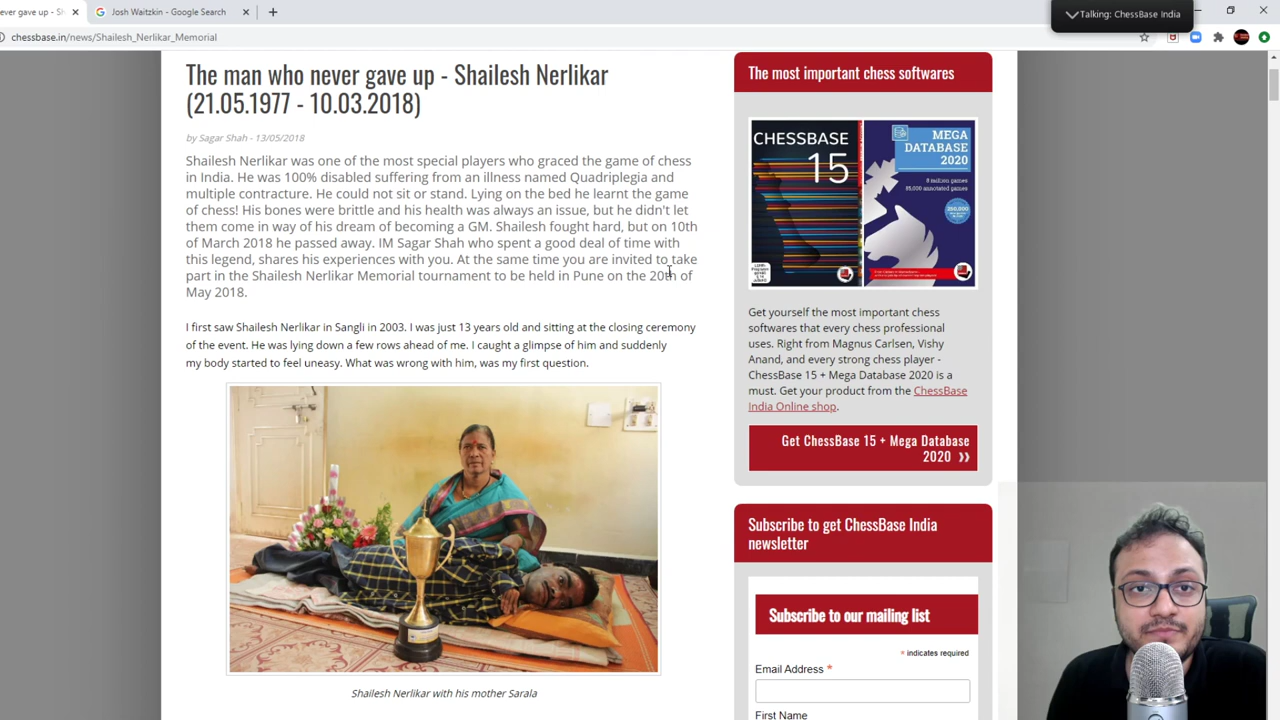 ever gave up - Sh
Josh Waitzkin - Google Search
Talking: ChessBase India
chessbase.in/news/Shailesh_Nerlikar_Memorial
The man who never gave up - Shailesh Nerlikar
(21.05.1977 - 10.03.2018)
by Sagar Shah - 13/05/2018
Shailesh Nerlikar was one of the most special players who graced the game of chess
in India. He was 100% disabled suffering from an illness named Quadriplegia and
multiple contracture. He could not sit or stand. Lying on the bed he learnt the game
of chess! His bones were brittle and his health was always an issue, but he didn't let
them come in way of his dream of becoming a GM. Shailesh fought hard, but on 10th
of March 2018 he passed away. IM Sagar Shah who spent a good deal of time with
this legend, shares his experiences with you. At the same time you are invited to take
part in the Shailesh Nerlikar Memorial tournament to be held in Pune on the 20th of
May 2018.
I first saw Shailesh Nerlikar in Sangli in 2003. I was just 13 years old and sitting at the closing ceremony
of the event. He was lying down a few rows ahead of me. I caught a glimpse of him and suddenly
my body started to feel uneasy. What was wrong with him, was my first question.
Shailesh Nerlikar with his mother Sarala
The most important chess softwares
CHESSBASE
15
MEGA
DATABASE
2020
8 million games
85,000 annotated games
Get yourself the most important chess
softwares that every chess professional
uses. Right from Magnus Carlsen, Vishy
Anand, and every strong chess player -
ChessBase 15 + Mega Database 2020 is a
must. Get your product from the ChessBase
India Online shop.
Get ChessBase 15 + Mega Database
2020 »
Subscribe to get ChessBase India
newsletter
Subscribe to our mailing list
* indicates required
Email Address *
First Name